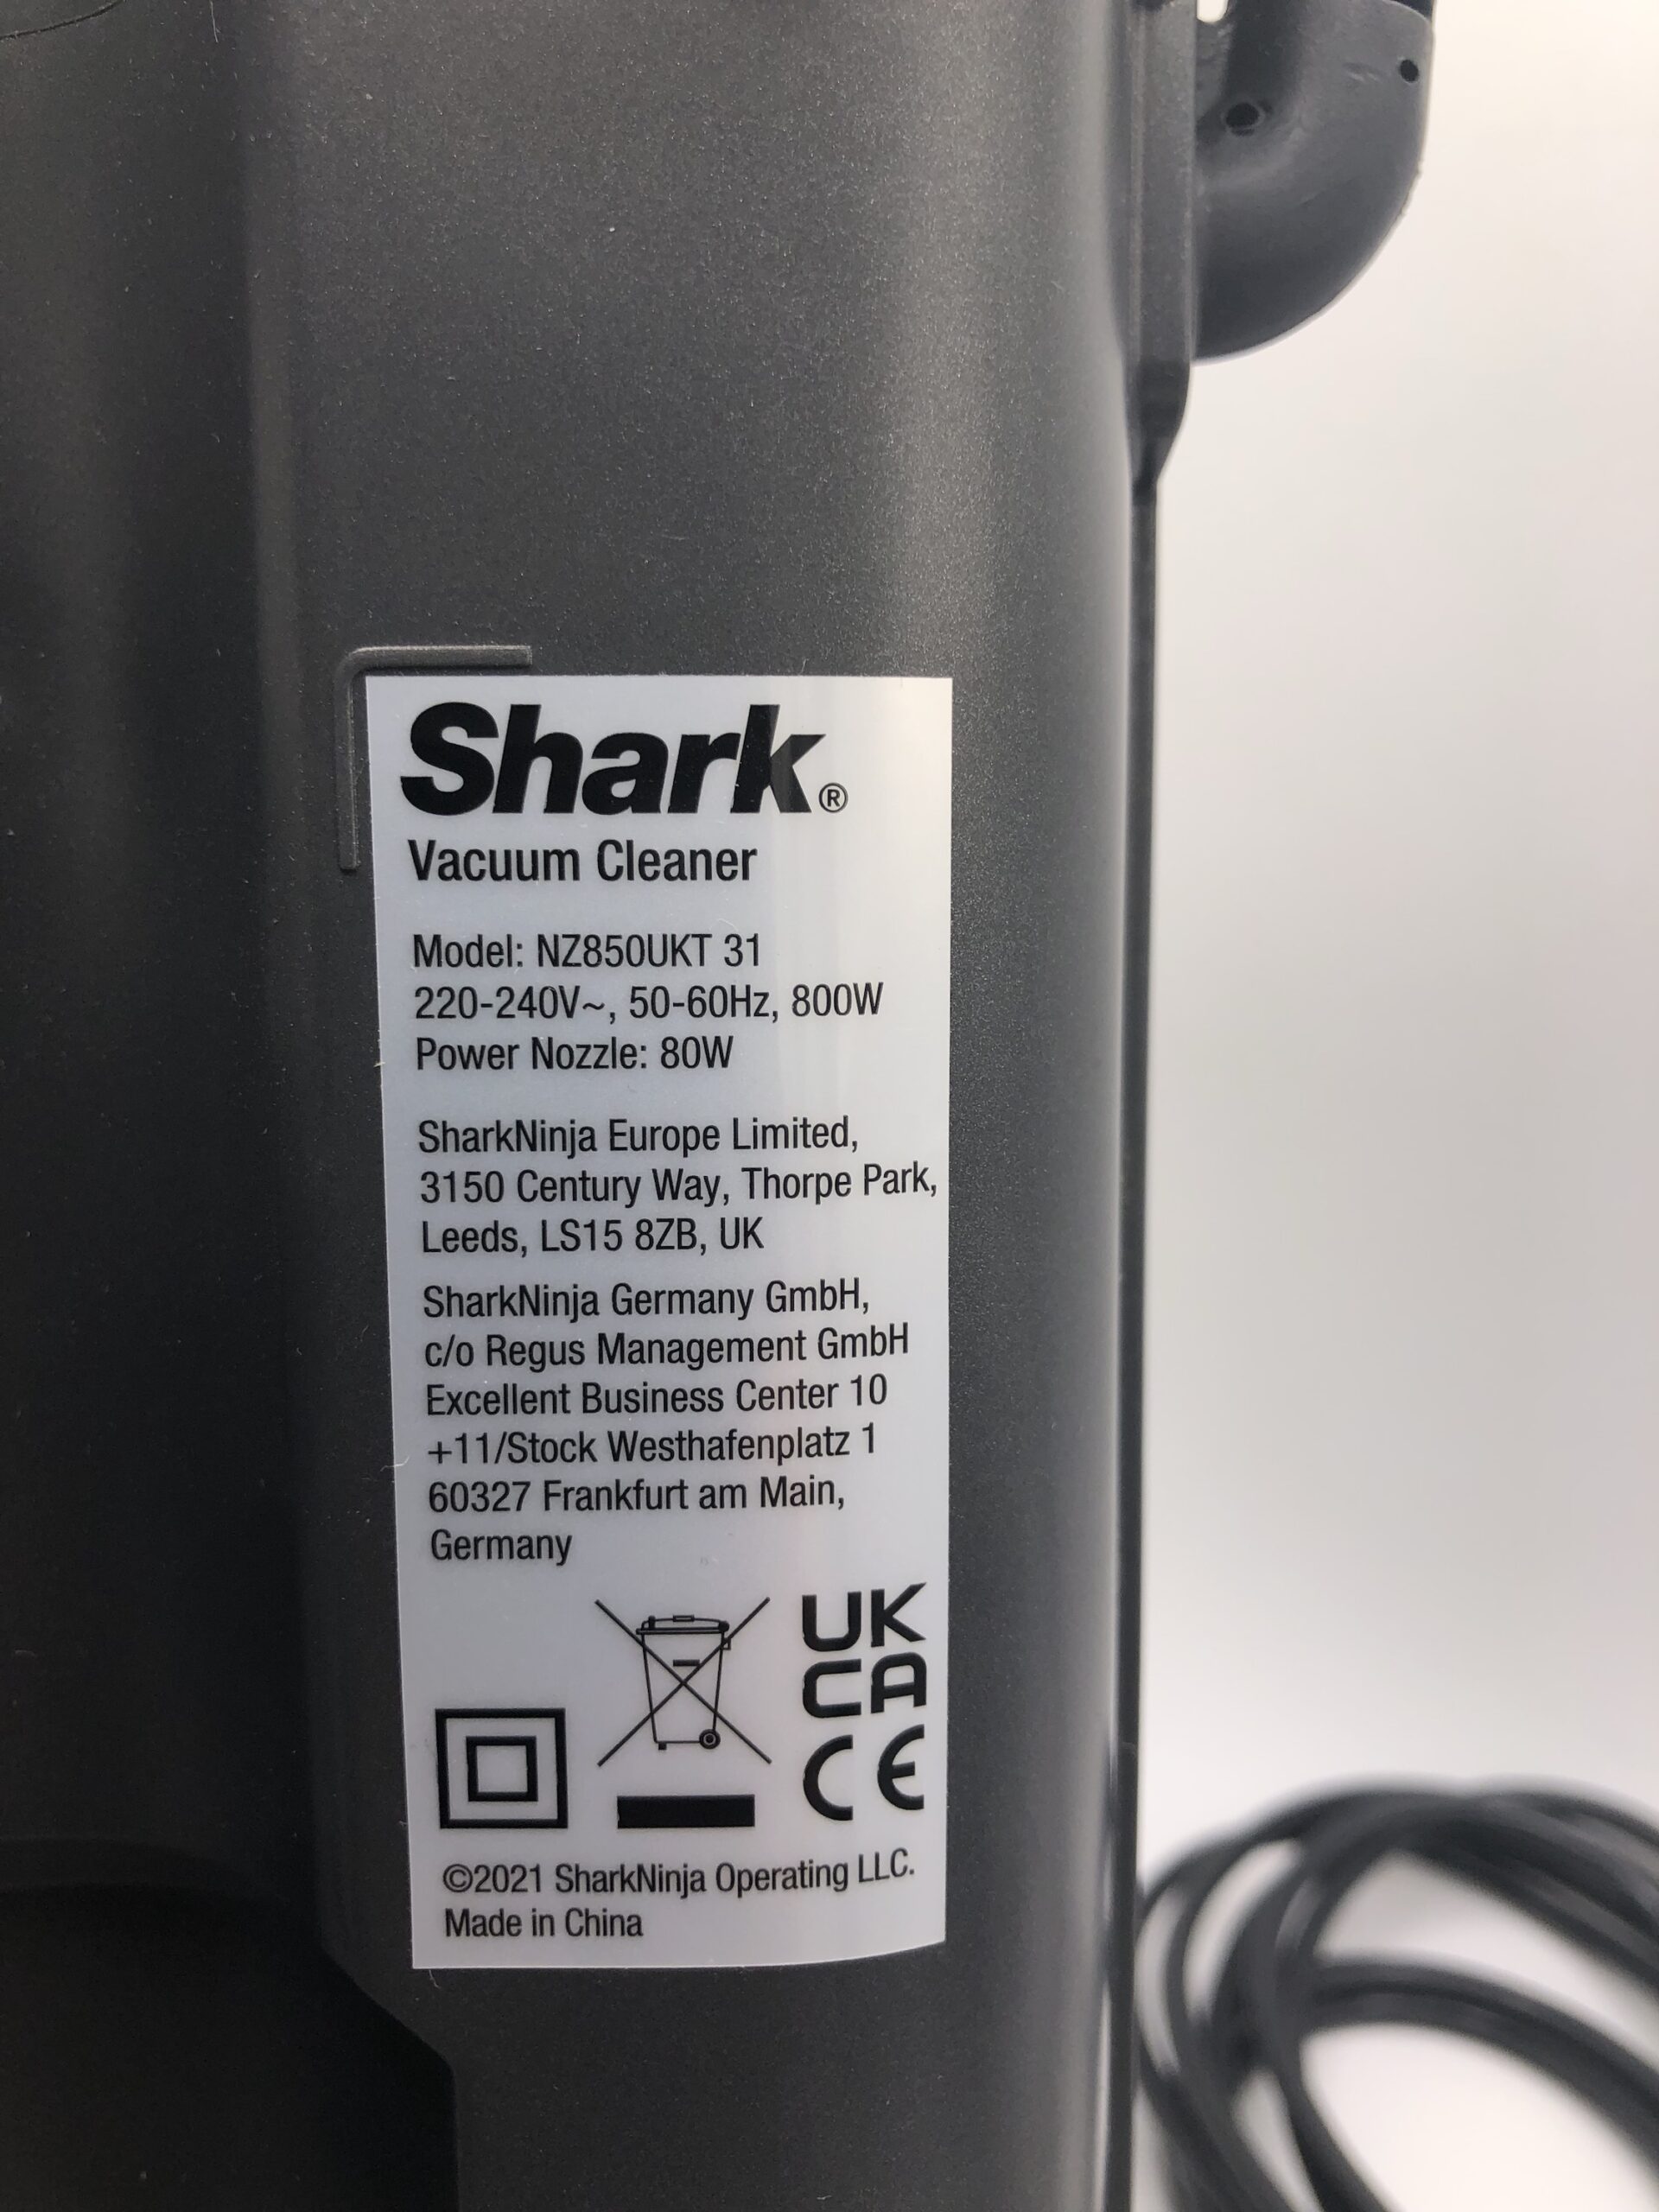 Shark®
Vacuum Cleaner
Model: NZ850UKT 31
220-240V~, 50-60Hz, 800W
Power Nozzle: 80W
SharkNinja Europe Limited,
3150 Century Way, Thorpe Park,
Leeds, LS15 8ZB, UK
SharkNinja Germany GmbH,
c/o Regus Management GmbH
Excellent Business Center 10
+11/Stock Westhafenplatz 1
60327 Frankfurt am Main,
Germany
UK
CA
CE
©2021 SharkNinja Operating LLC.
Made in China